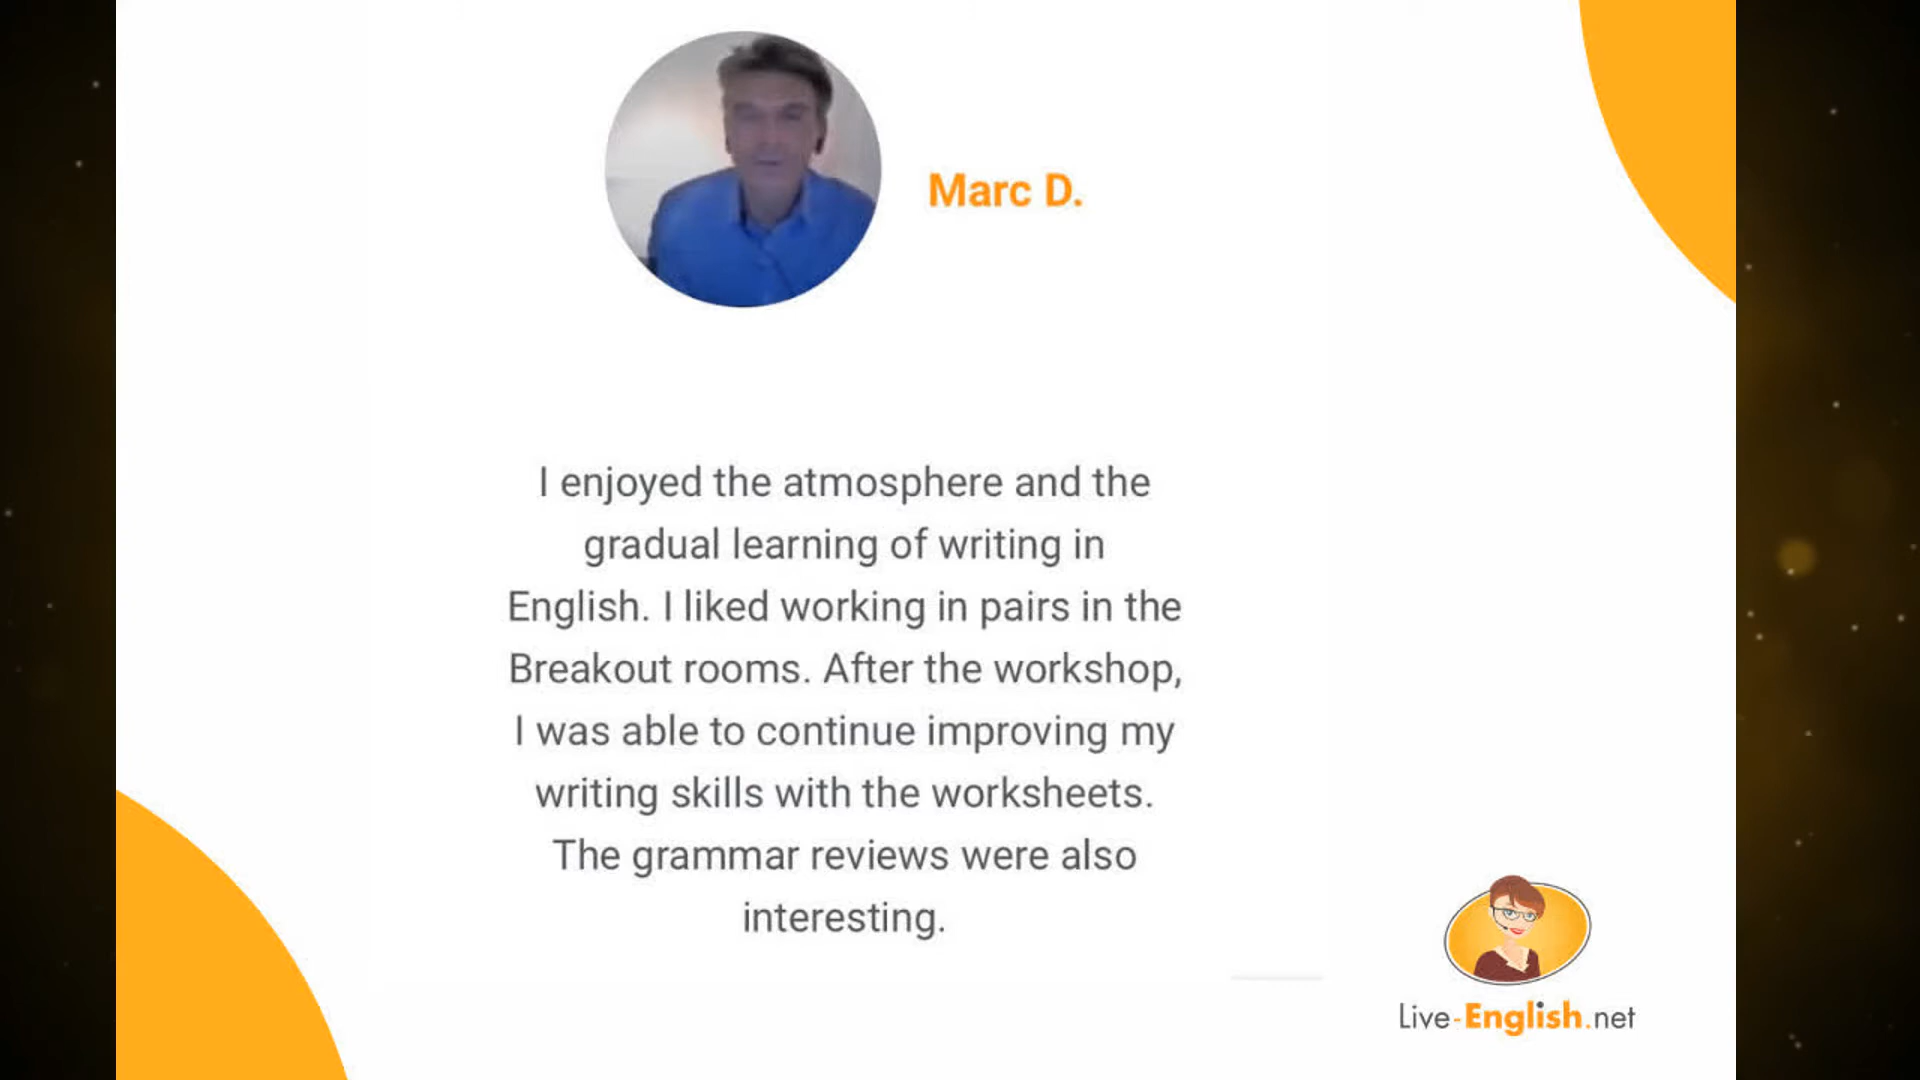 Marc D.
I enjoyed the atmosphere and the
gradual learning of writing in
English. I liked working in pairs in the
Breakout rooms. After the workshop,
I was able to continue improving my
writing skills with the worksheets.
The grammar reviews were also
interesting.
Live-English.net